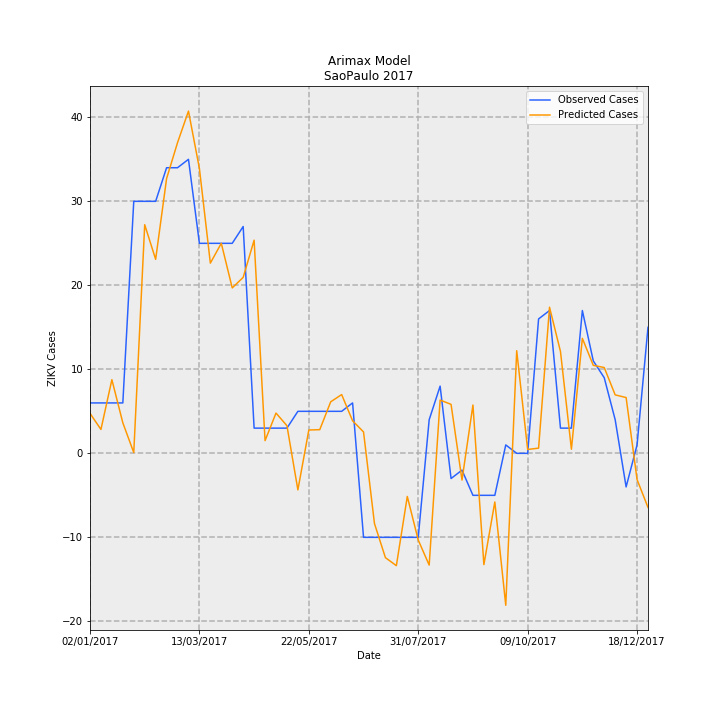 Arimax Model
SaoPaulo 2017
Observed Cases
Predicted Cases
40
30
20
10
0
−10
−20
ZIKV Cases
02/01/2017
13/03/2017
22/05/2017
31/07/2017
09/10/2017
18/12/2017
Date